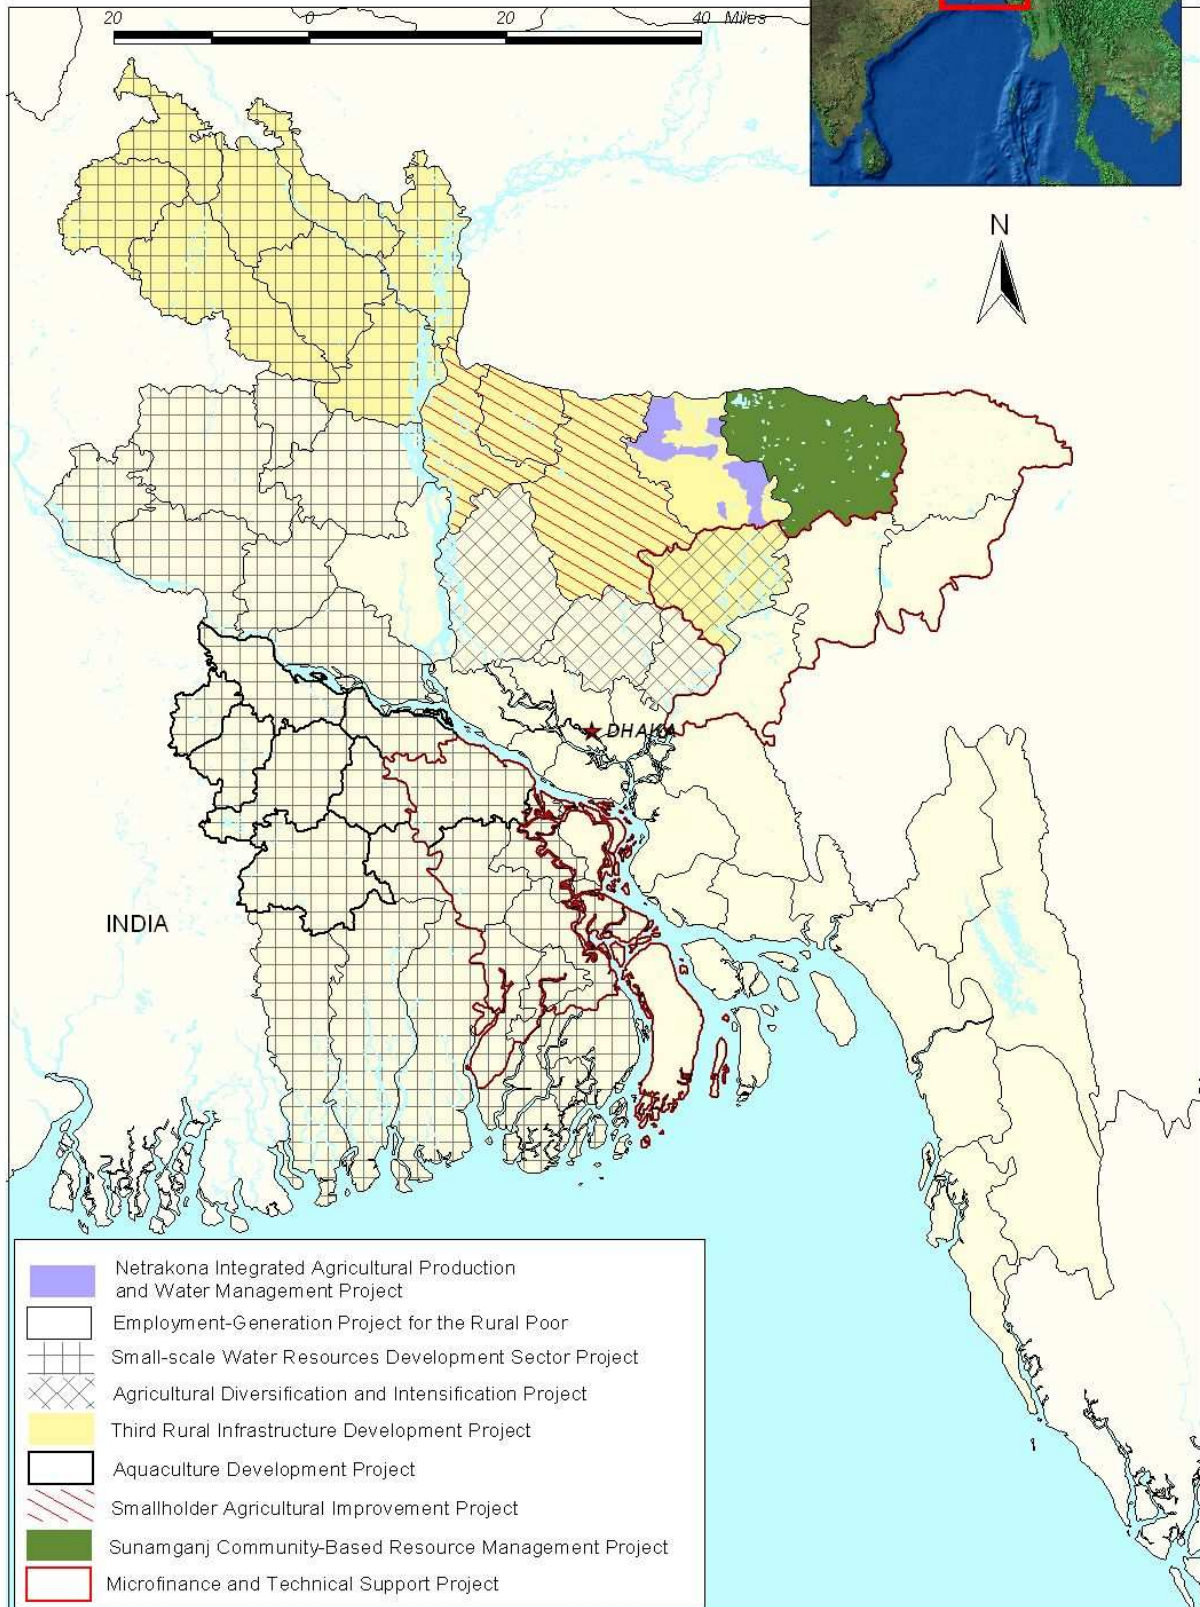 20 0 20 40 Miles
N
DHAKA
INDIA
Netrakona Integrated Agricultural Production
and Water Management Project
Employment-Generation Project for the Rural Poor
Small-scale Water Resources Development Sector Project
Agricultural Diversification and Intensification Project
Third Rural Infrastructure Development Project
Aquaculture Development Project
Smallholder Agricultural Improvement Project
Sunamganj Community-Based Resource Management Project
Microfinance and Technical Support Project